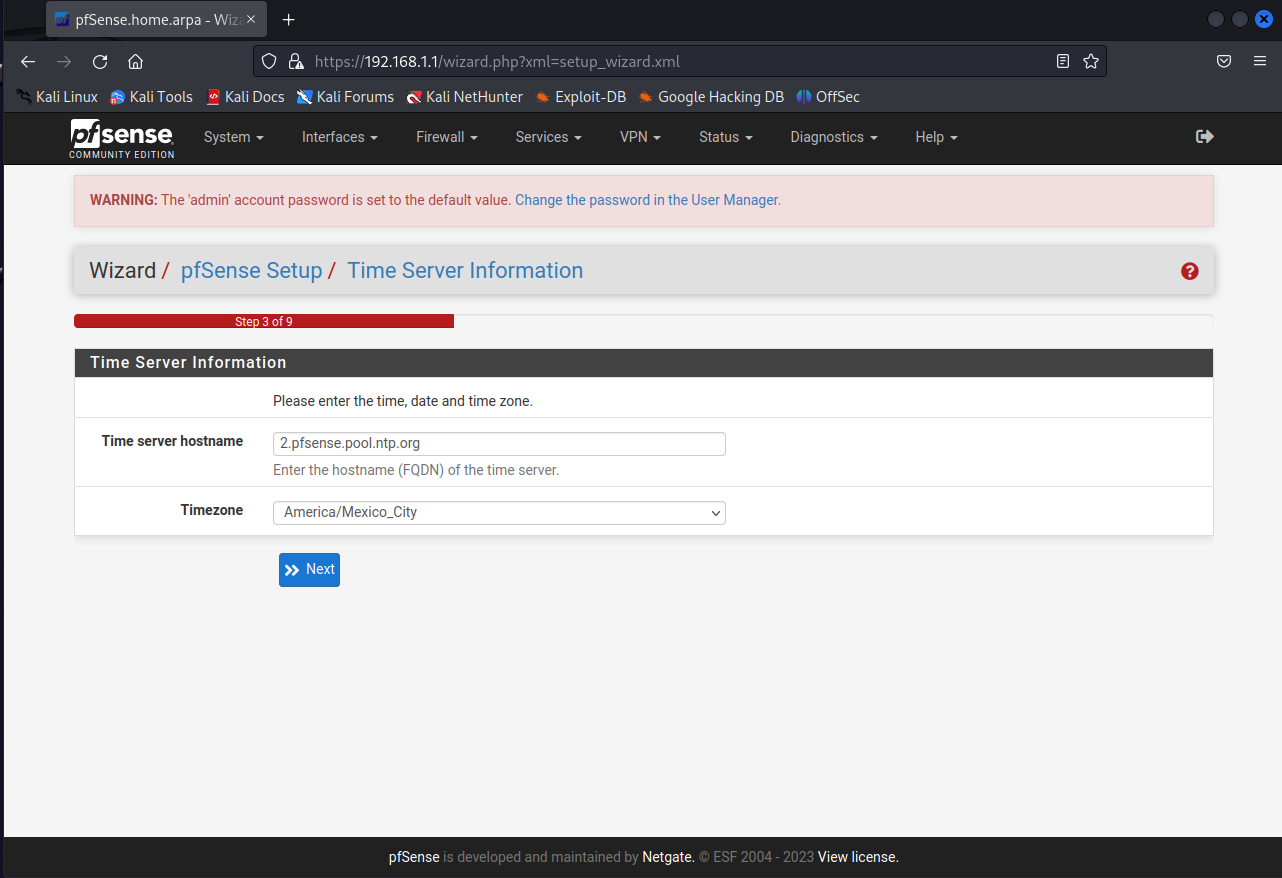 pfSense.home.arpa - Wiz
https://192.168.1.1/wizard.php?xml=setup_wizard.xml
Kali Linux Kali Tools Kali Docs Kali Forums Kali NetHunter Exploit-DB Google Hacking DB OffSec
pfsense
COMMUNITY EDITION
System Interfaces Firewall Services VPN Status Diagnostics Help
WARNING: The 'admin' account password is set to the default value. Change the password in the User Manager.
Wizard / pfSense Setup / Time Server Information
Step 3 of 9
Time Server Information
Please enter the time, date and time zone.
Time server hostname 2.pfsense.pool.ntp.org
Enter the hostname (FQDN) of the time server.
Timezone America/Mexico_City
Next
pfSense is developed and maintained by Netgate. © ESF 2004 - 2023 View license.